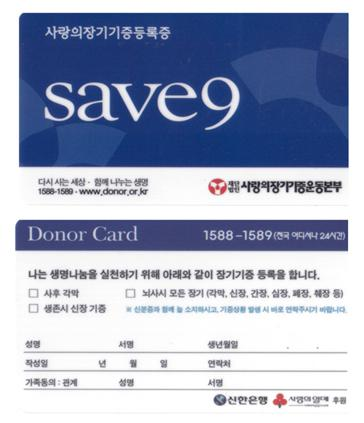 사랑의장기기증등록증
save9
다시 사는 세상 · 함께 나누는 생명
1588-1589 · www.donor.or.kr
재단법인 사랑의장기기증운동본부
Donor Card 1588-1589 (전국 어디서나 24시간)
나는 생명나눔을 실천하기 위해 아래와 같이 장기기증 등록을 합니다.
□ 사후 각막 □ 뇌사시 모든 장기 (각막, 신장, 간장, 심장, 폐장, 췌장 등)
□ 생존시 신장 기증 ※ 신분증과 함께 늘 소지하시고, 기증상황 발생 시 바로 연락주시기 바랍니다.
성명 서명 생년월일 . .
작성일 년 월 일 연락처
가족동의 : 관계 성명 서명
신한은행 사랑의열매 후원